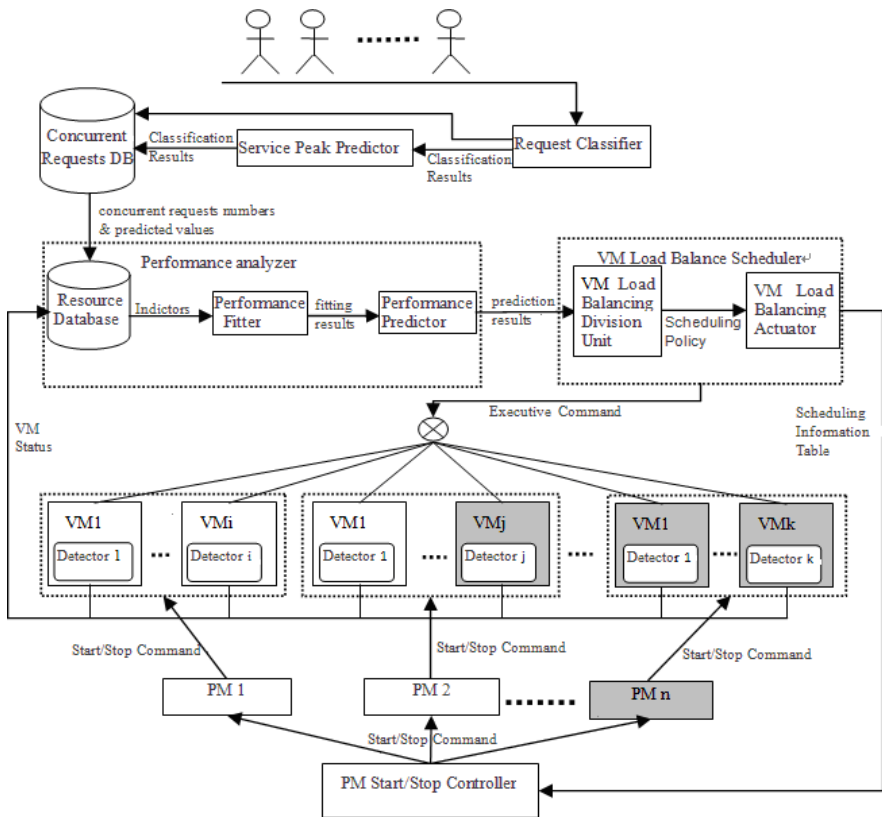 Concurrent
Requests DB
Classification
Results
Service Peak Predictor
Classification
Results
Request Classifier
concurrent requests numbers
& predicted values
Performance analyzer
VM Load Balance Scheduler↵
Resource
Database
Indictors
Performance
Fitter
fitting
results
Performance
Predictor
prediction
results
VM Load
Balancing
Division
Unit
Scheduling
Policy
VM Load
Balancing
Actuator
VM
Status
Executive Command
Scheduling
Information
Table
VM1
VMi
VM1
VMj
VM1
VMk
Detector 1
Detector i
Detector 1
Detector j
Detector 1
Detector k
Start/Stop Command
Start/Stop Command
Start/Stop Command
PM 1
PM 2
PM n
Start/Stop Command
PM Start/Stop Controller